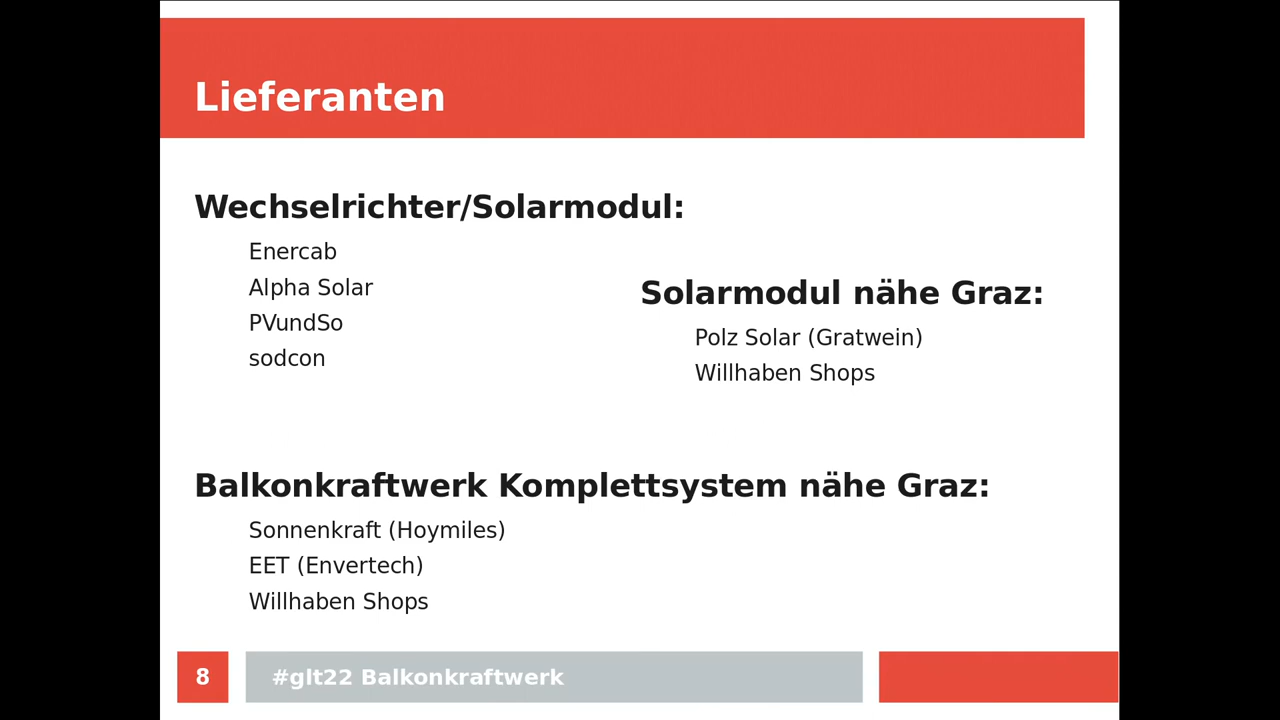 Lieferanten
Wechselrichter/Solarmodul:
Enercab
Alpha Solar
PVundSo
sodcon
Solarmodul nähe Graz:
Polz Solar (Gratwein)
Willhaben Shops
Balkonkraftwerk Komplettsystem nähe Graz:
Sonnenkraft (Hoymiles)
EET (Envertech)
Willhaben Shops
8
#glt22 Balkonkraftwerk